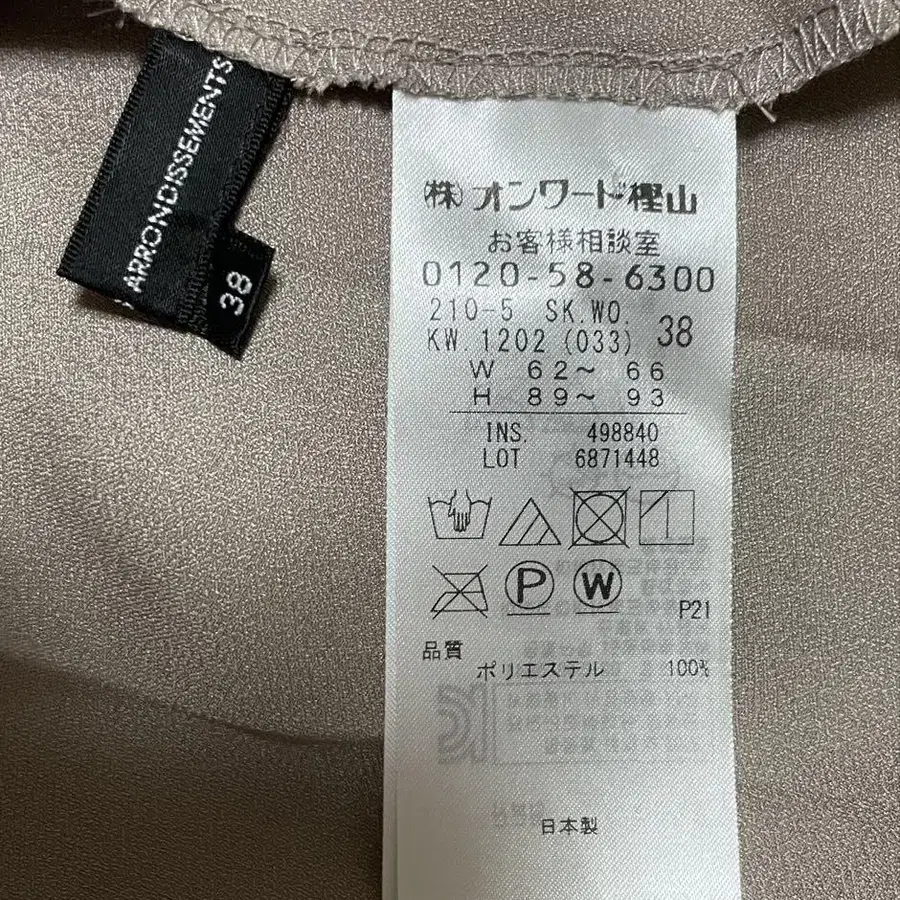 ARRONDISSEMENTS
38
㈱オンワード樫山
お客様相談室
0120-58-6300
210-5 SK.WO.
KW.1202(033) 38
W 62～ 66
H 89～ 93
INS. 498840
LOT 6871448
P
W
P21
品質
ポリエステル 100%
日本製